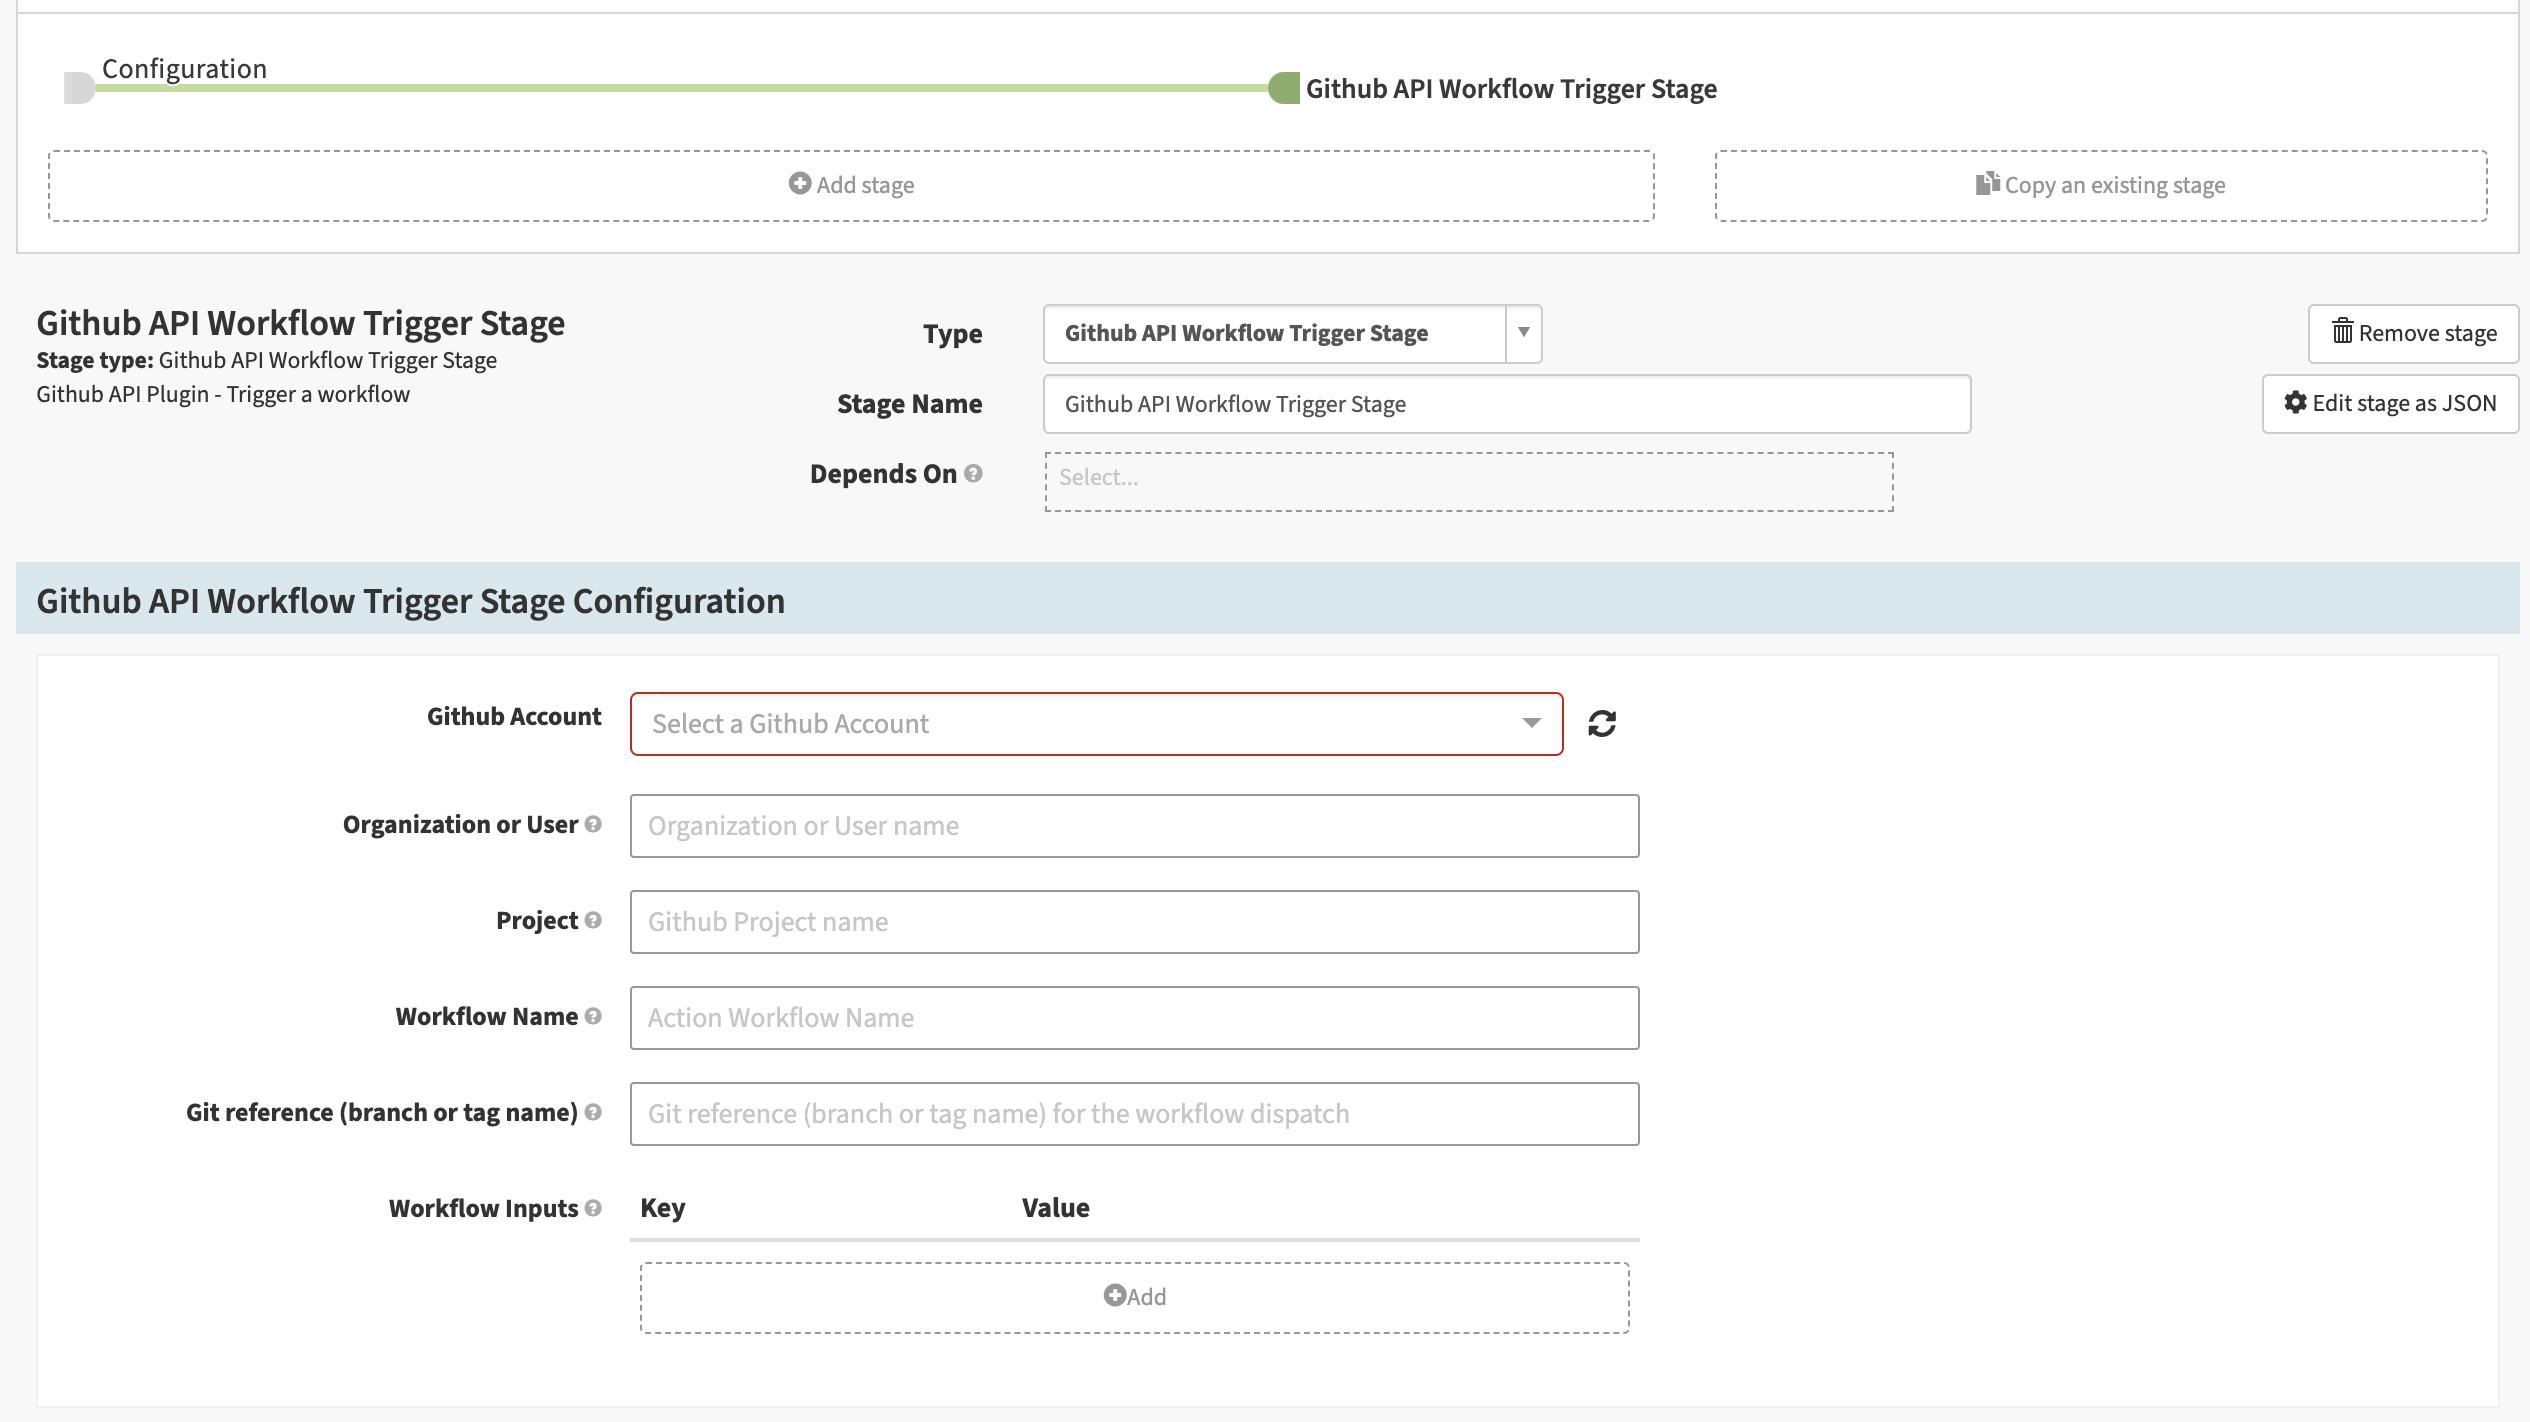 Configuration
Github API Workflow Trigger Stage
Add stage
Copy an existing stage
Github API Workflow Trigger Stage
Stage type: Github API Workflow Trigger Stage
Github API Plugin - Trigger a workflow
Type
Github API Workflow Trigger Stage
Remove stage
Stage Name
Github API Workflow Trigger Stage
Edit stage as JSON
Depends On
Select...
Github API Workflow Trigger Stage Configuration
Github Account
Select a Github Account
Organization or User
Organization or User name
Project
Github Project name
Workflow Name
Action Workflow Name
Git reference (branch or tag name)
Git reference (branch or tag name) for the workflow dispatch
Workflow Inputs
Key
Value
Add